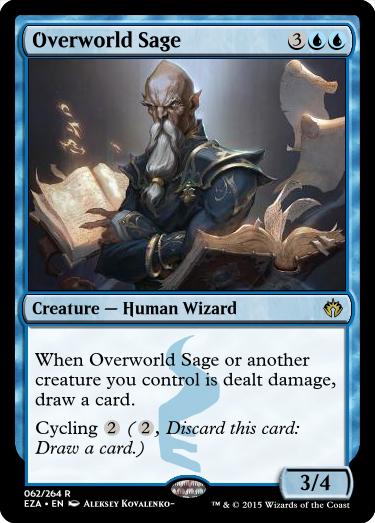 Overworld Sage 3
Creature — Human Wizard
When Overworld Sage or another
creature you control is dealt damage,
draw a card.
Cycling 2 ( 2, Discard this card:
Draw a card.)
3/4
062/264 R
EZA • EN Aleksey Kovalenko-
™ & © 2015 Wizards of the Coast